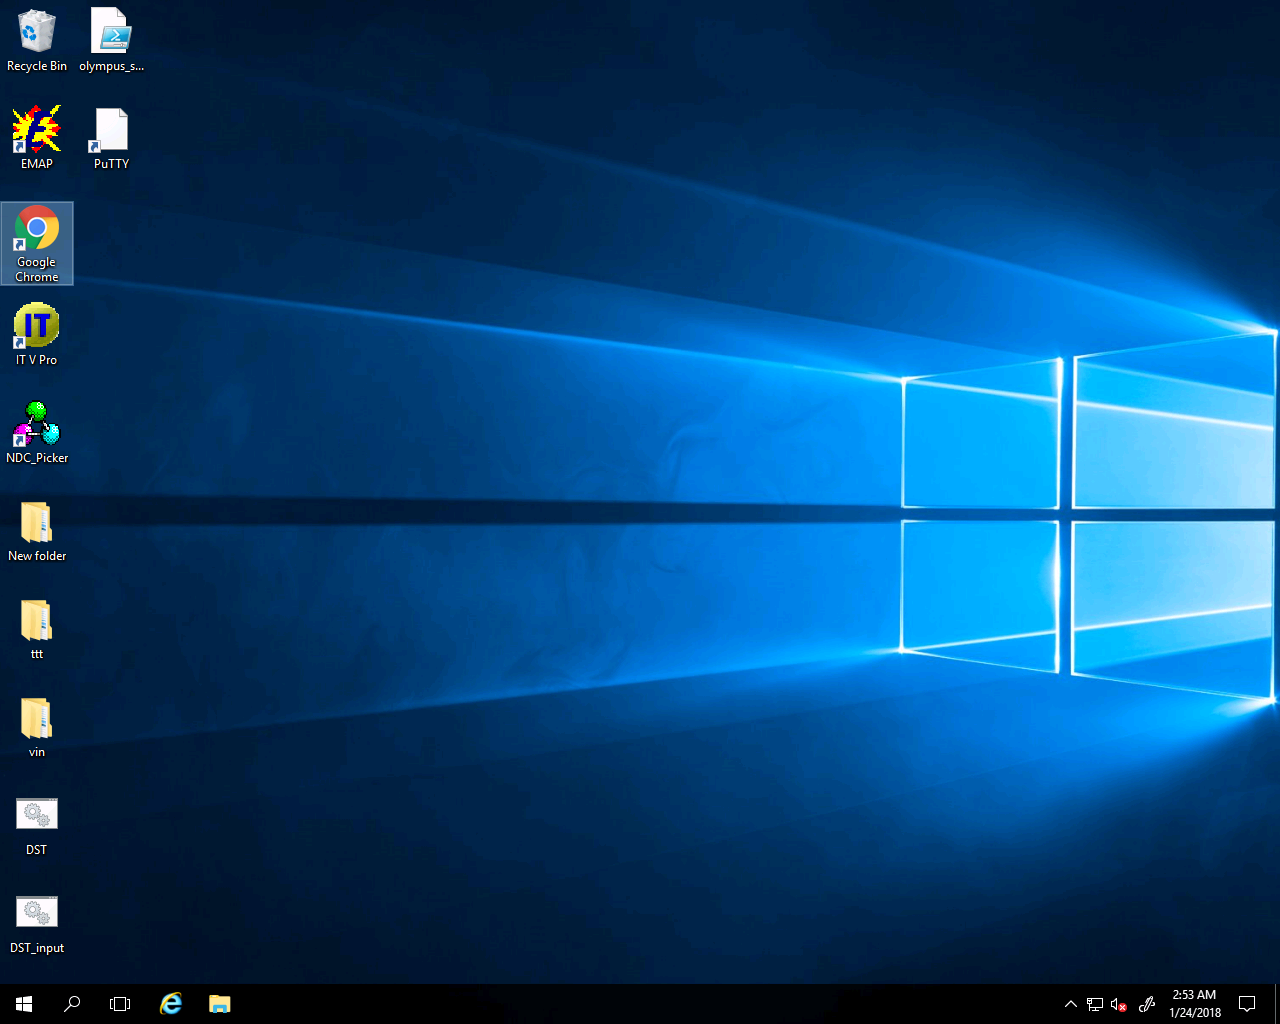 Recycle Bin
olympus_s...
EMAP
PuTTY
Google
Chrome
IT
IT V Pro
NDC_Picker
New folder
ttt
vin
DST
DST_input
2:53 AM
1/24/2018